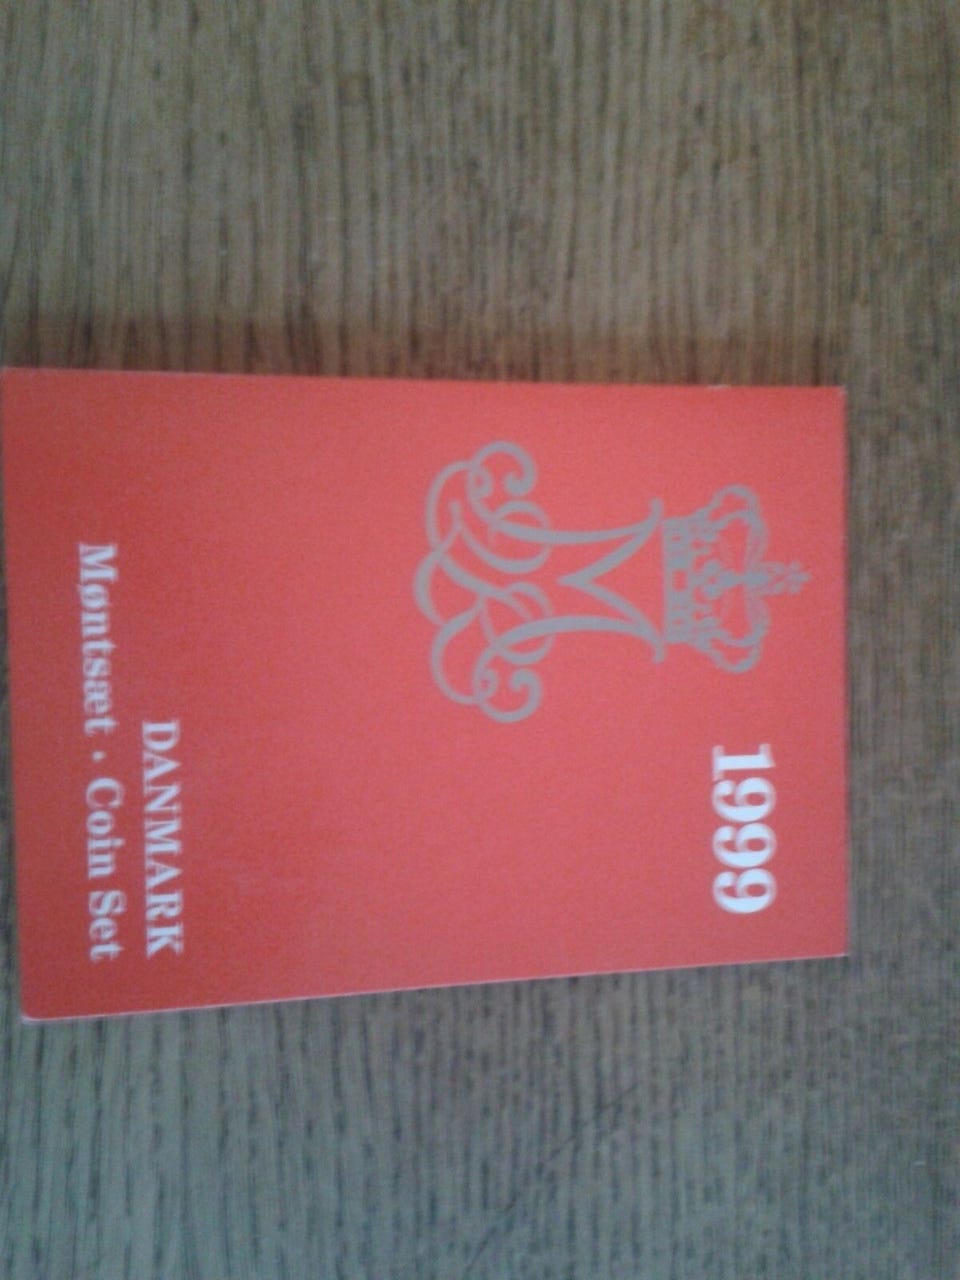 1999
DANMARK
Møntsæt · Coin Set